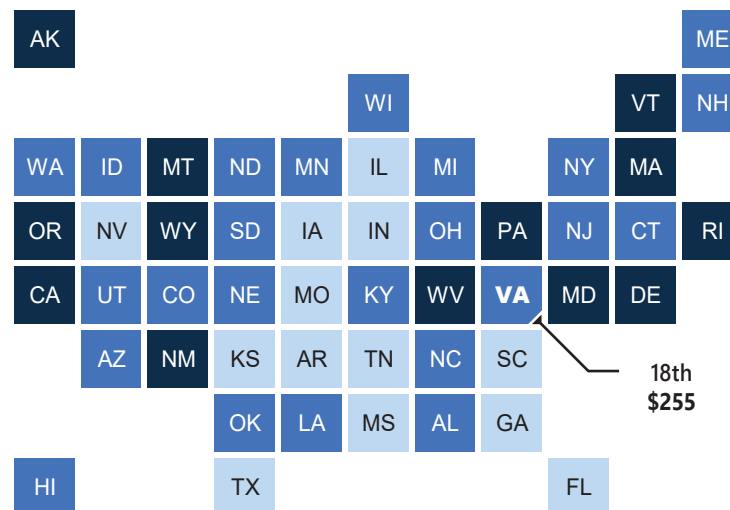 AK ME
WI VT NH
WA ID MT ND MN IL MI NY MA
OR NV WY SD IA IN OH PA NJ CT RI
CA UT CO NE MO KY WV VA MD DE
AZ NM KS AR TN NC SC
18th
$255
OK LA MS AL GA
HI TX FL